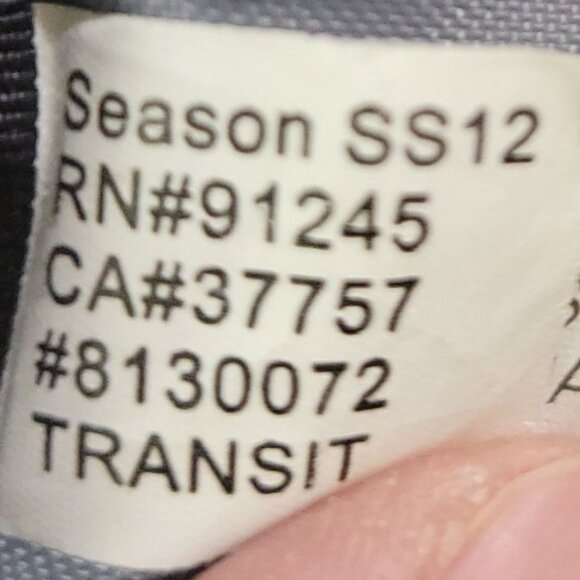 Season SS12
RN#91245
CA#37757
#8130072
TRANSIT